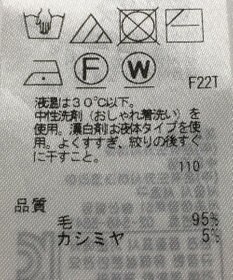 F
W
F22T
液温は30℃以下。
中性洗剤(おしゃれ着洗い)を
使用。漂白剤は液体タイプを使
用。よくすすぎ、絞りの後すぐ
に干すこと。
110
品質
毛 95%
カシミヤ 5%